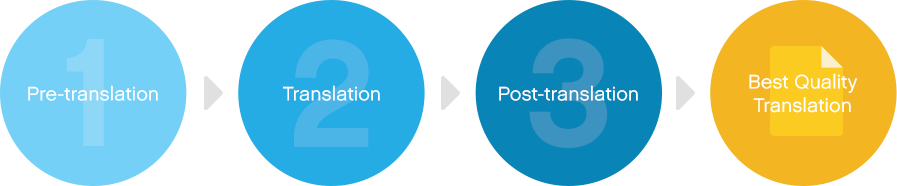 1
Pre-translation
2
Translation
3
Post-translation
Best Quality
Translation